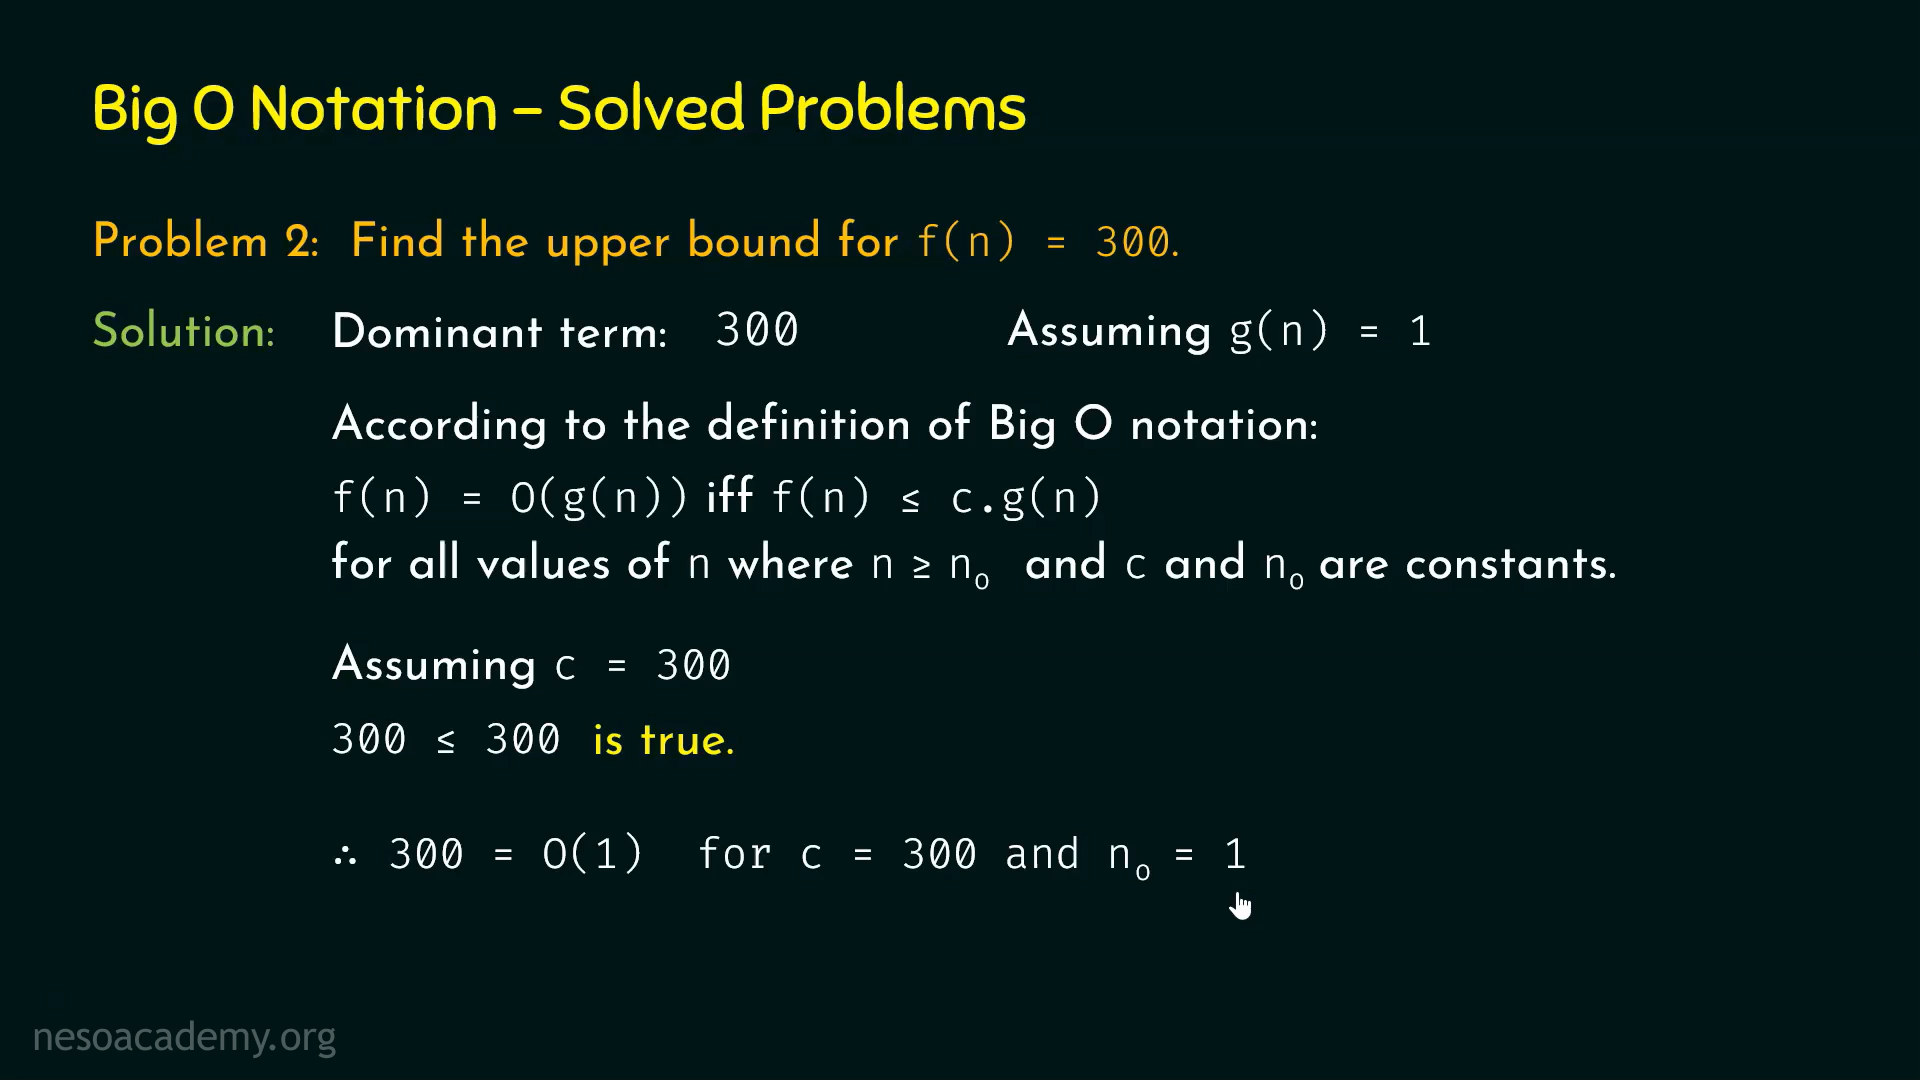 Big O Notation – Solved Problems
Problem 2: Find the upper bound for f(n) = 300.
Solution: Dominant term: 300 Assuming g(n) = 1
According to the definition of Big O notation:
f(n) = O(g(n)) iff f(n) ≤ c.g(n)
for all values of n where n ≥ n₀ and c and n₀ are constants.
Assuming c = 300
300 ≤ 300 is true.
∴ 300 = O(1) for c = 300 and n₀ = 1
nesoacademy.org